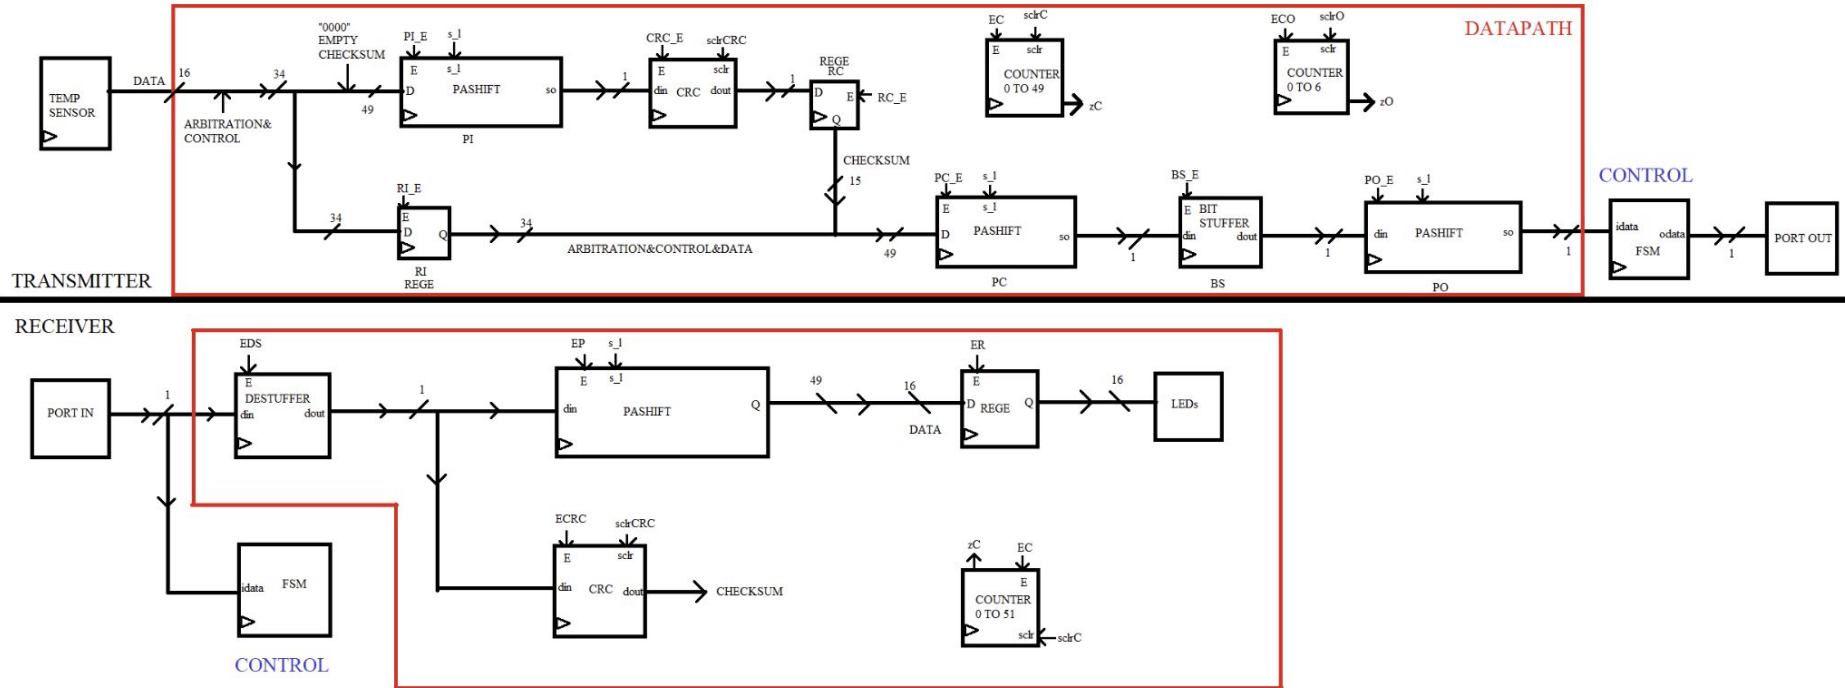 DATAPATH
"0000"
EMPTY
CHECKSUM
PI_E
s_l
CRC_E
sclrCRC
REGE
RC
EC
sclrC
ECO
sclrO
TEMP
SENSOR
DATA
16
34
49
ARBITRATION&
CONTROL
E
s_l
D
PASHIFT
so
PI
1
E
sclr
din
CRC
dout
1
D
E
Q
RC_E
E
sclr
COUNTER
0 TO 49
zC
E
sclr
COUNTER
0 TO 6
zO
CHECKSUM
15
RI_E
34
E
D
Q
RI
REGE
34
ARBITRATION&CONTROL&DATA
49
PC_E
s_l
E
s_l
D
PASHIFT
so
PC
1
BS_E
E
BIT
STUFFER
din
dout
BS
1
PO_E
s_l
din
PASHIFT
so
PO
1
CONTROL
idata
odata
FSM
1
PORT OUT
TRANSMITTER
RECEIVER
PORT IN
1
EDS
E
DESTUFFER
din
dout
1
EP
s_l
E
s_l
din
PASHIFT
Q
49
16
DATA
ER
E
D
REGE
Q
16
LEDs
idata
FSM
CONTROL
ECRC
sclrCRC
E
sclr
din
CRC
dout
CHECKSUM
zC
EC
E
COUNTER
0 TO 51
sclr
sclrC